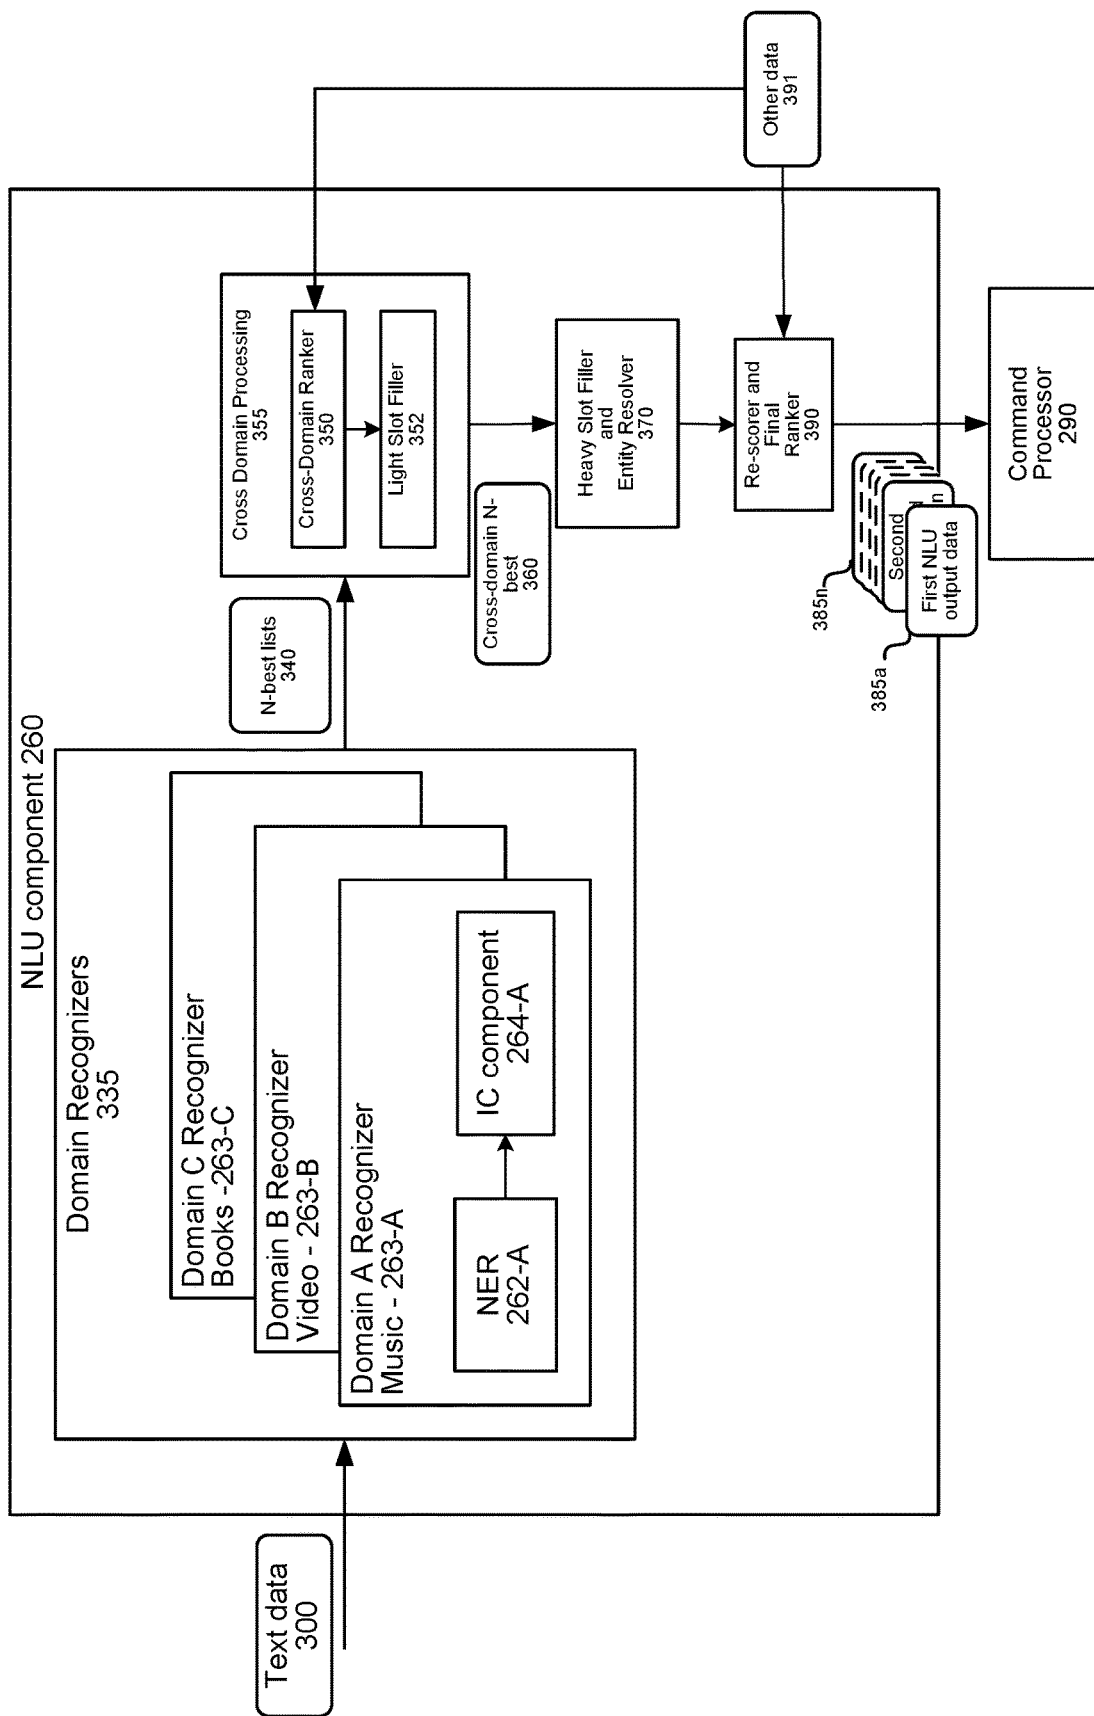 NLU component 260
Text data
300
Domain Recognizers
335
Domain C Recognizer
Books -263-C
Domain B Recognizer
Video - 263-B
Domain A Recognizer
Music - 263-A
NER
262-A
IC component
264-A
N-best lists
340
Cross Domain Processing
355
Cross-Domain Ranker
350
Light Slot Filler
352
Cross-domain N-
best
360
Heavy Slot Filler
and
Entity Resolver
370
Re-scorer and
Final
Ranker
390
Other data
391
385n
385a
Second
First NLU
output data
Command
Processor
290